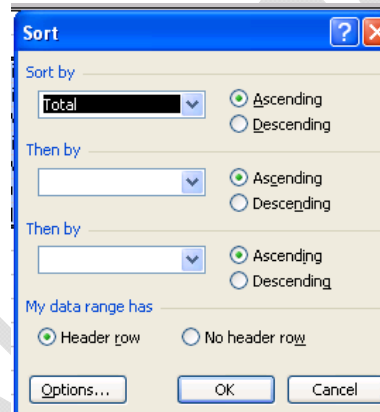 Sort
Sort by
Total
Ascending
Descending
Then by
Ascending
Descending
Then by
Ascending
Descending
My data range has
Header row
No header row
Options...
OK
Cancel